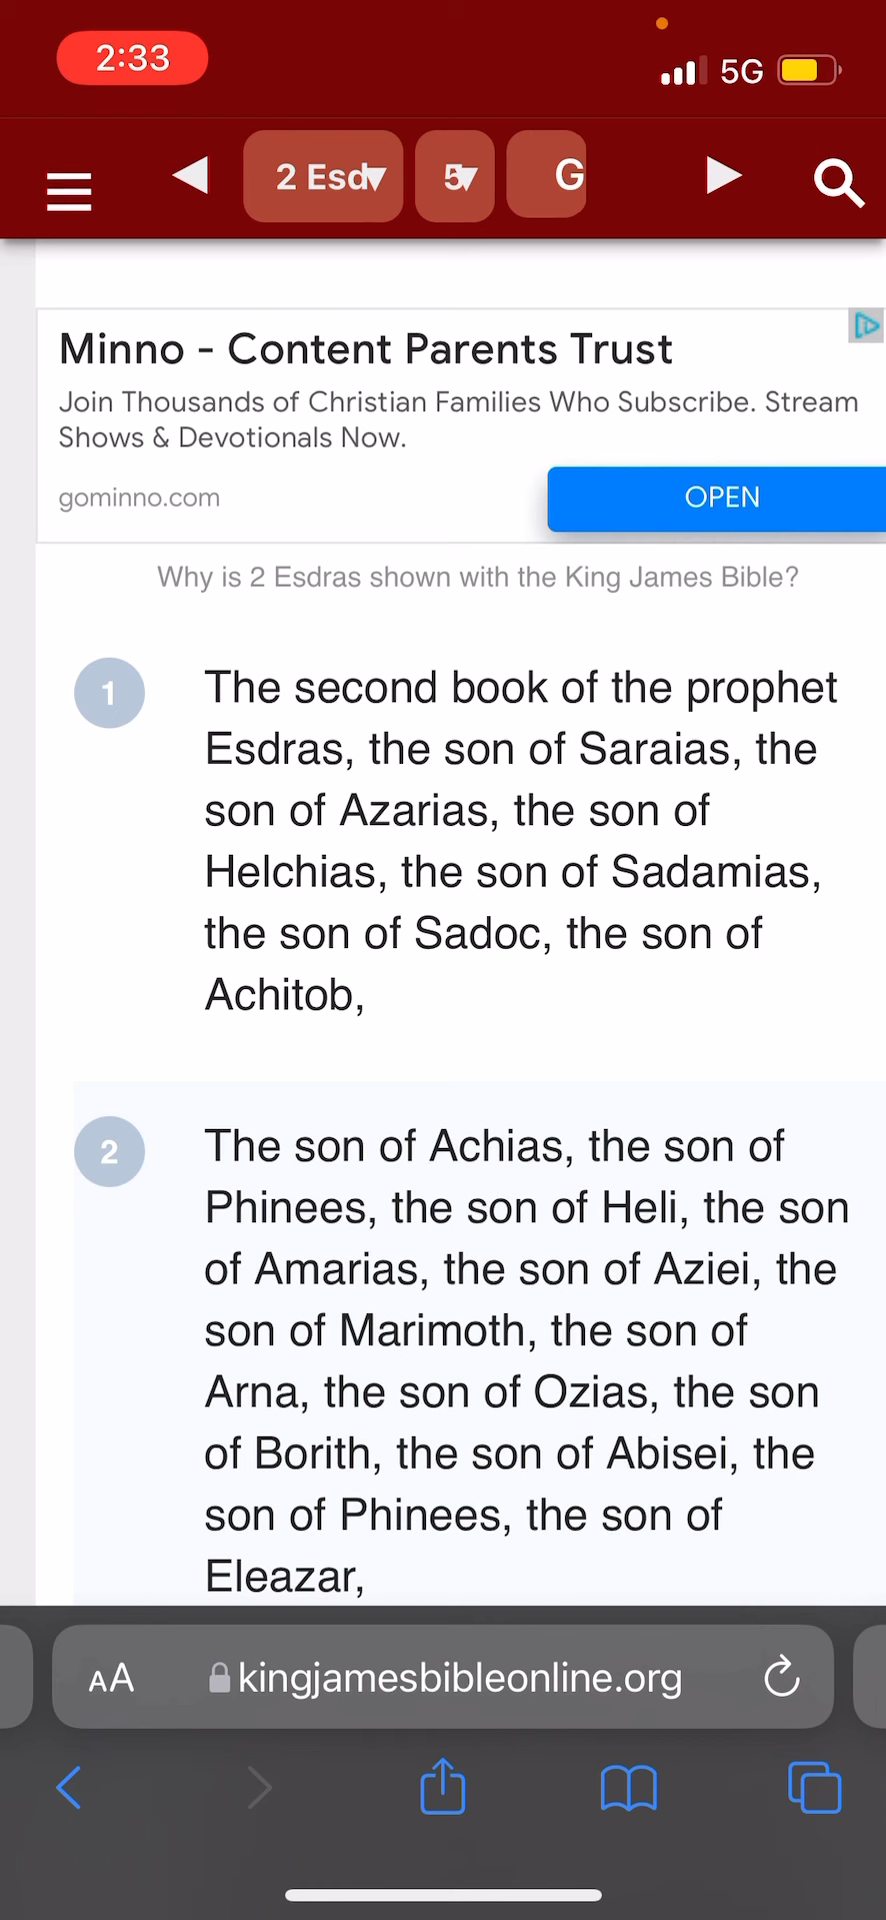 2:33
5G
2 Esd
5
G
Minno - Content Parents Trust
Join Thousands of Christian Families Who Subscribe. Stream
Shows & Devotionals Now.
gominno.com
OPEN
Why is 2 Esdras shown with the King James Bible?
1
The second book of the prophet
Esdras, the son of Saraias, the
son of Azarias, the son of
Helchias, the son of Sadamias,
the son of Sadoc, the son of
Achitob,
2
The son of Achias, the son of
Phinees, the son of Heli, the son
of Amarias, the son of Aziei, the
son of Marimoth, the son of
Arna, the son of Ozias, the son
of Borith, the son of Abisei, the
son of Phinees, the son of
Eleazar,
AA
kingjamesbibleonline.org